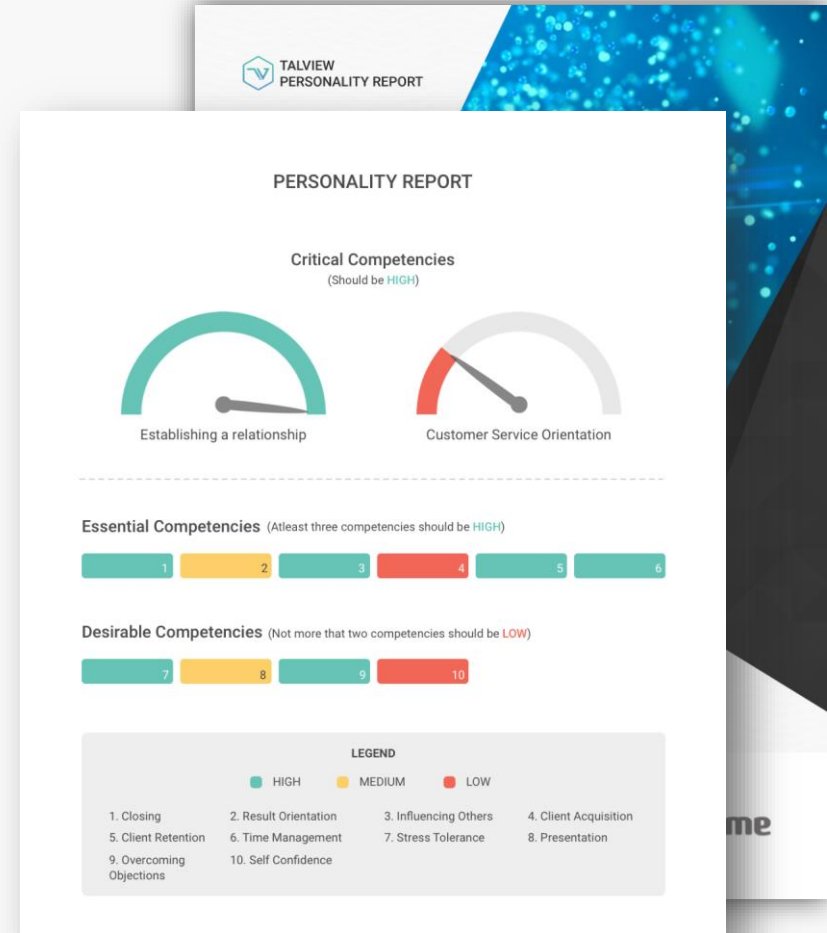 TALVIEW
PERSONALITY REPORT
PERSONALITY REPORT
Critical Competencies
(Should be HIGH)
Establishing a relationship
Customer Service Orientation
Essential Competencies (Atleast three competencies should be HIGH)
1 2 3 4 5 6
Desirable Competencies (Not more that two competencies should be LOW)
7 8 9 10
LEGEND
HIGH MEDIUM LOW
1. Closing 2. Result Orientation 3. Influencing Others 4. Client Acquisition
5. Client Retention 6. Time Management 7. Stress Tolerance 8. Presentation
9. Overcoming 10. Self Confidence
Objections